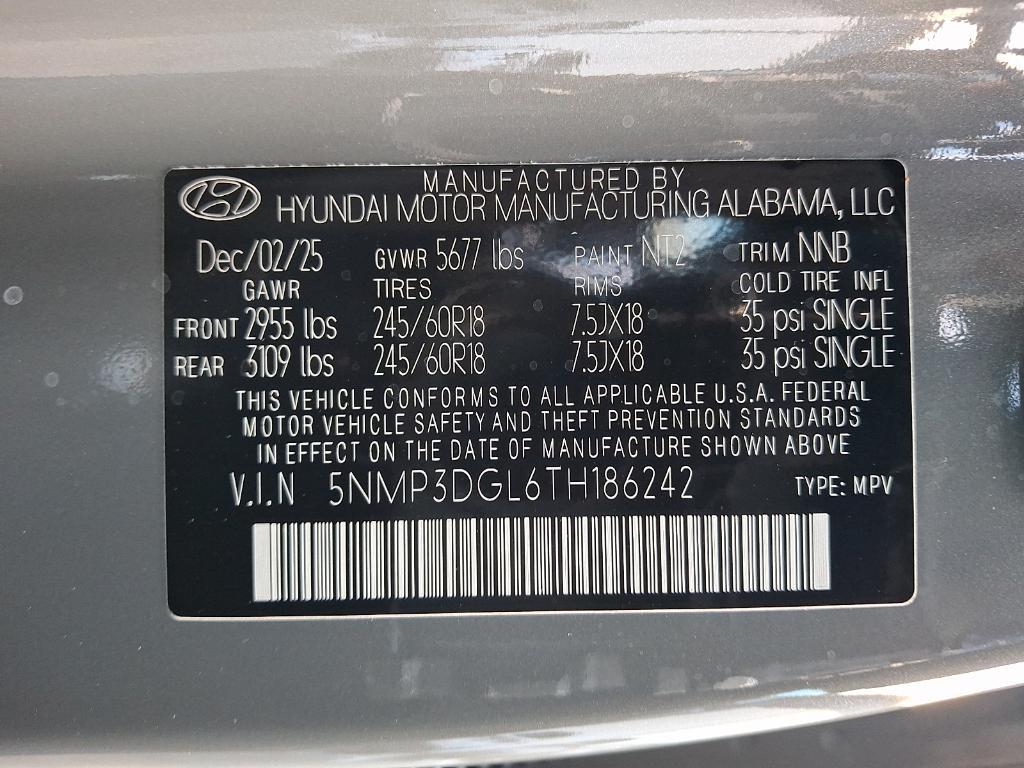 MANUFACTURED BY
HYUNDAI MOTOR MANUFACTURING ALABAMA, LLC
Dec/02/25 GVWR 5677 lbs PAINT NT2 TRIM NNB
GAWR TIRES RIMS COLD TIRE INFL
FRONT 2955 lbs 245/60R18 7.5JX18 35 psi SINGLE
REAR 3109 lbs 245/60R18 7.5JX18 35 psi SINGLE
THIS VEHICLE CONFORMS TO ALL APPLICABLE U.S.A. FEDERAL
MOTOR VEHICLE SAFETY AND THEFT PREVENTION STANDARDS
IN EFFECT ON THE DATE OF MANUFACTURE SHOWN ABOVE
V.I.N 5NMP3DGL6TH186242 TYPE: MPV